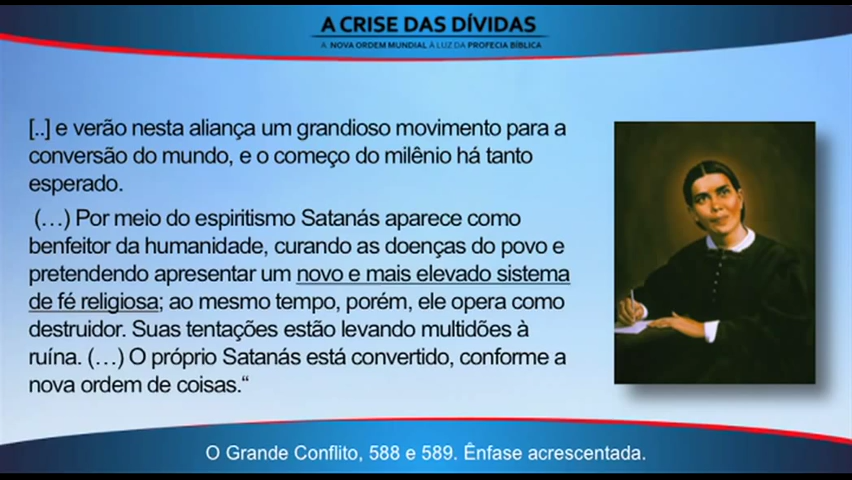 A CRISE DAS DÍVIDAS
A NOVA ORDEM MUNDIAL À LUZ DA PROFECIA BÍBLICA
[..] e verão nesta aliança um grandioso movimento para a
conversão do mundo, e o começo do milênio há tanto
esperado.
(…) Por meio do espiritismo Satanás aparece como
benfeitor da humanidade, curando as doenças do povo e
pretendendo apresentar um novo e mais elevado sistema
de fé religiosa; ao mesmo tempo, porém, ele opera como
destruidor. Suas tentações estão levando multidões à
ruína. (…) O próprio Satanás está convertido, conforme a
nova ordem de coisas.“
O Grande Conflito, 588 e 589. Ênfase acrescentada.